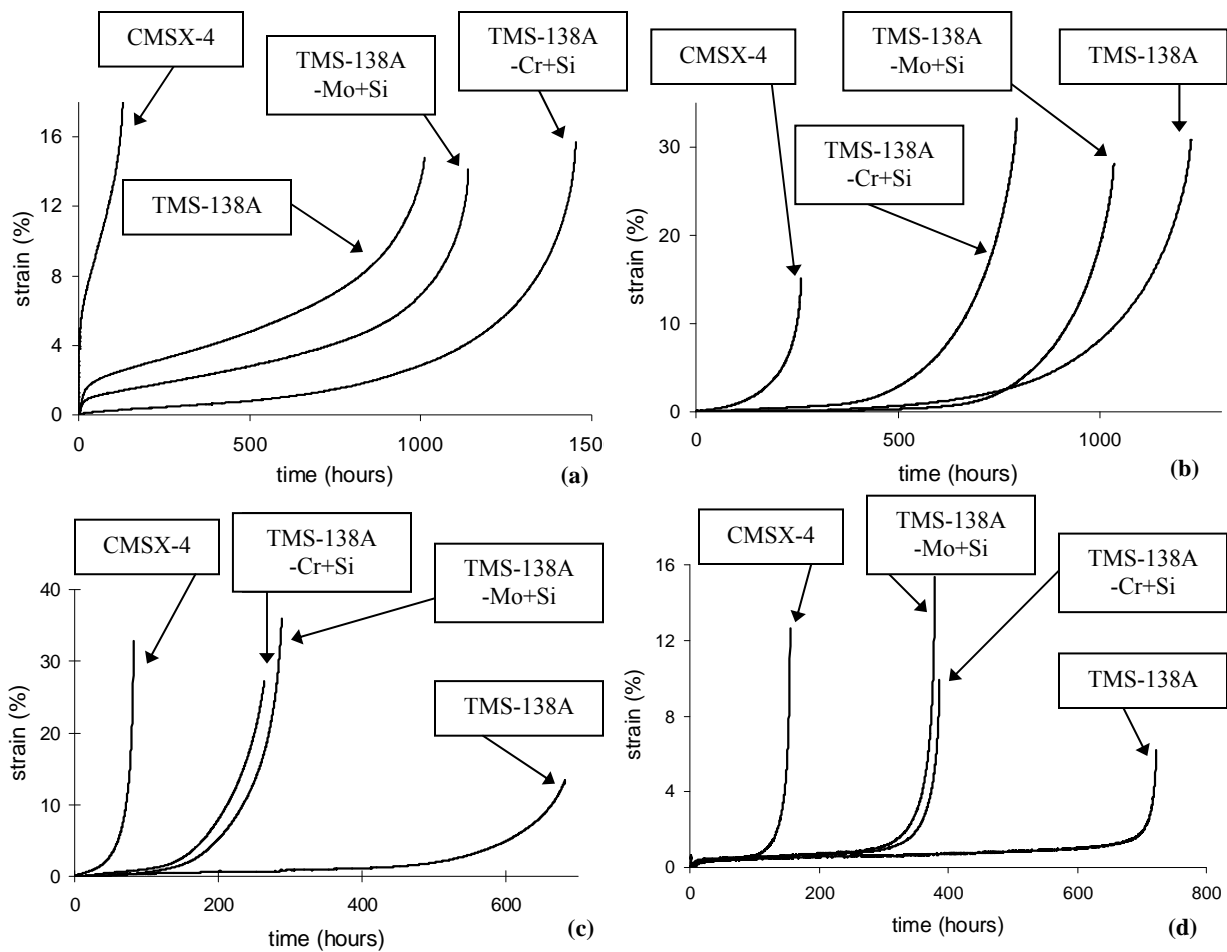 CMSX-4
TMS-138A
-Mo+Si
TMS-138A
-Cr+Si
TMS-138A
strain (%)
16
12
8
4
0
0
500
1000
150
time (hours)
(a)
CMSX-4
TMS-138A
-Mo+Si
TMS-138A
TMS-138A
-Cr+Si
strain (%)
30
20
10
0
0
500
1000
time (hours)
(b)
CMSX-4
TMS-138A
-Cr+Si
TMS-138A
-Mo+Si
TMS-138A
strain (%)
40
30
20
10
0
0
200
400
600
time (hours)
(c)
CMSX-4
TMS-138A
-Mo+Si
TMS-138A
-Cr+Si
TMS-138A
strain (%)
16
12
8
4
0
0
200
400
600
800
time (hours)
(d)